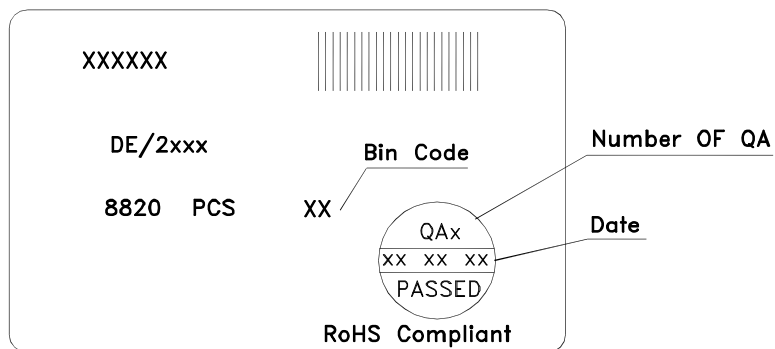 XXXXXX
DE/2xxx
Bin Code
Number OF QA
8820 PCS XX
QAx
Date
xx xx xx
PASSED
RoHS Compliant